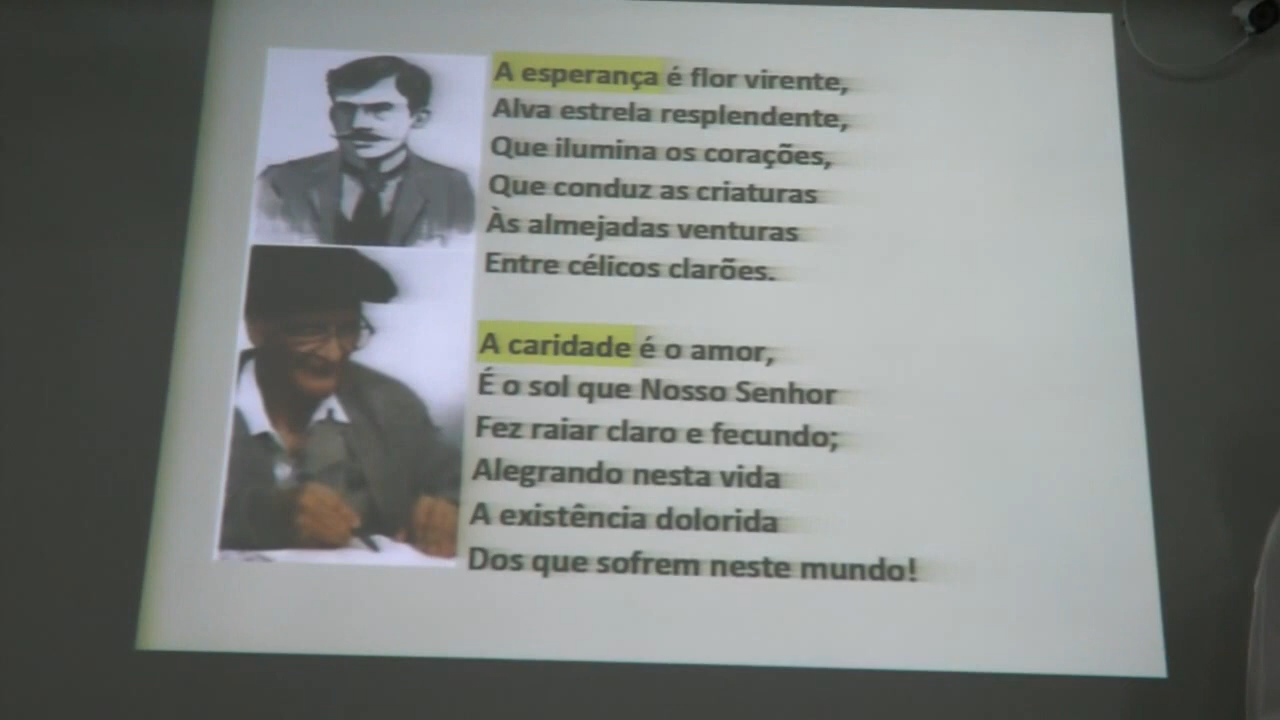 A esperança é flor virente,
Alva estrela resplendente,
Que ilumina os corações,
Que conduz as criaturas
Às almejadas venturas
Entre célicos clarões.
A caridade é o amor,
É o sol que Nosso Senhor
Fez raiar claro e fecundo;
Alegrando nesta vida
A existência dolorida
Dos que sofrem neste mundo!